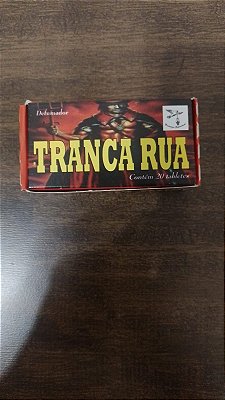 Defumador
TRANCA RUA
Contém 20 tabletes